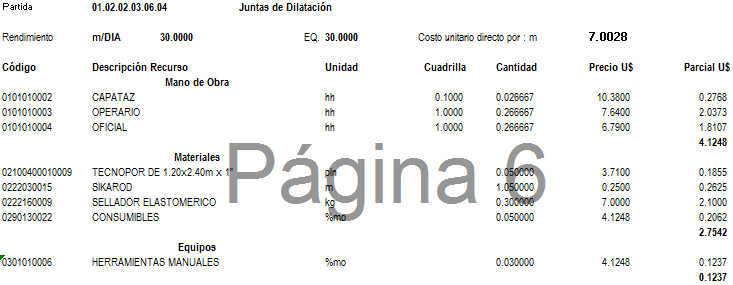 Partida 01.02.02.03.06.04 Juntas de Dilatación
Rendimiento m/DIA 30.0000 EQ. 30.0000 Costo unitario directo por : m 7.0028
Código Descripción Recurso Unidad Cuadrilla Cantidad Precio U$ Parcial U$
Mano de Obra
0101010002 CAPATAZ hh 0.1000 0.026667 10.3800 0.2768
0101010003 OPERARIO hh 1.0000 0.266667 7.6400 2.0373
0101010004 OFICIAL hh 1.0000 0.266667 6.7900 1.8107
4.1248
Materiales
02100400010009 TECNOPOR DE 1.20x2.40m x 1" pln 0.050000 3.7100 0.1855
0222030015 SIKAROD m 1.050000 0.2500 0.2625
0222160009 SELLADOR ELASTOMERICO kg 0.300000 7.0000 2.1000
0290130022 CONSUMIBLES %mo 0.050000 4.1248 0.2062
2.7542
Página 6
Equipos
0301010006 HERRAMIENTAS MANUALES %mo 0.030000 4.1248 0.1237
0.1237